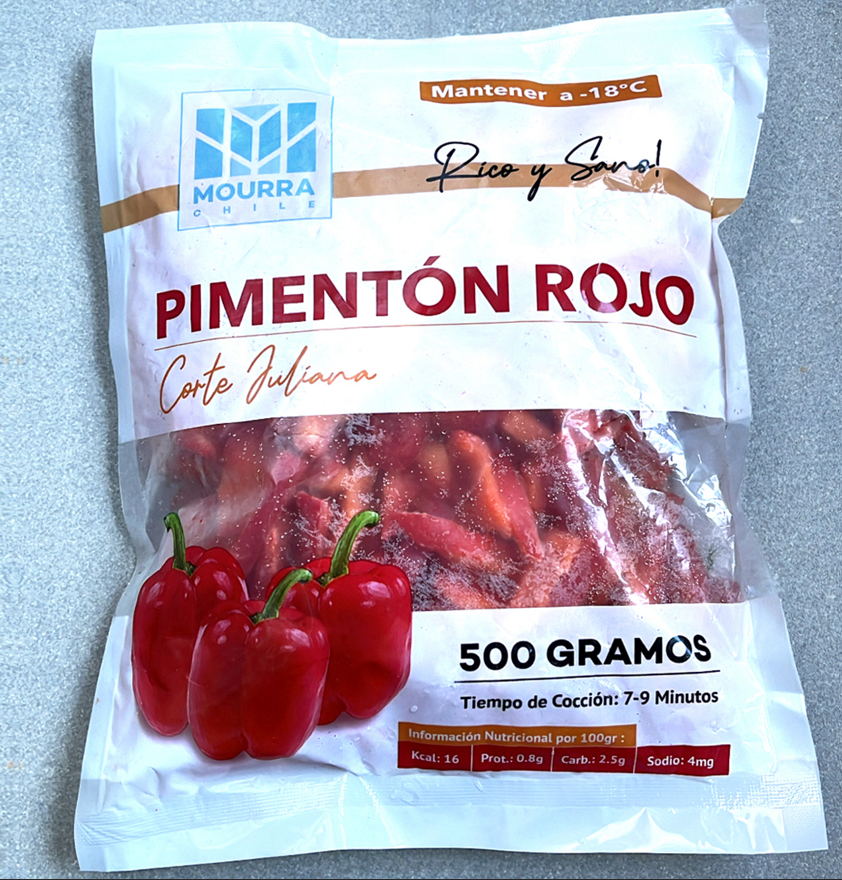 Mantener a -18°C
Rico y Sano!
MOURRA
CHILE
PIMENTÓN ROJO
Corte Juliana
500 GRAMOS
Tiempo de Cocción: 7-9 Minutos
Información Nutricional por 100gr :
Kcal: 16 Prot.: 0.8g Carb.: 2.5g Sodio: 4mg